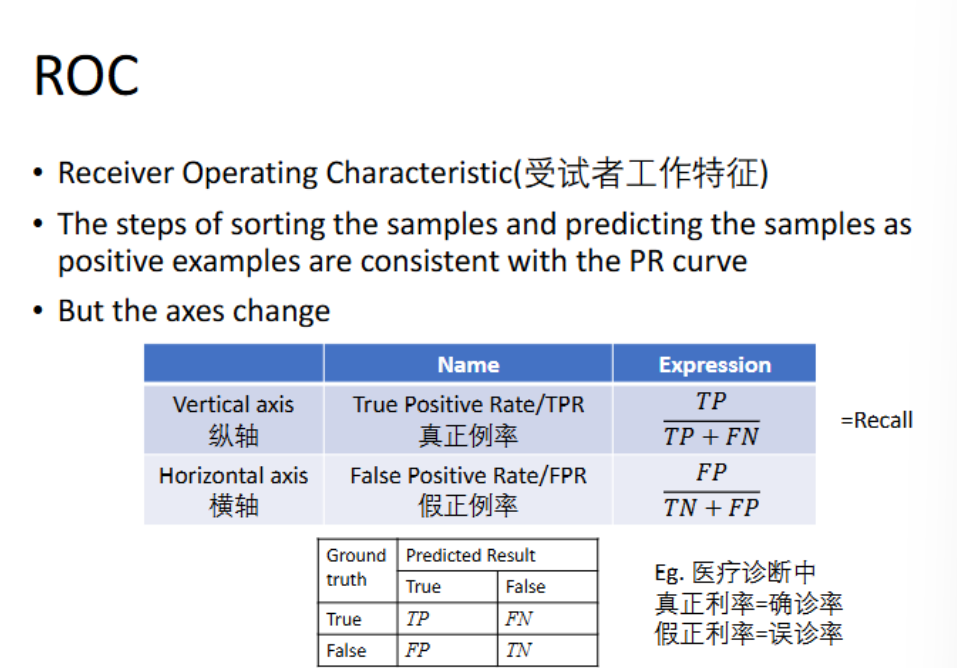 ROC
• Receiver Operating Characteristic(受试者工作特征)
• The steps of sorting the samples and predicting the samples as
positive examples are consistent with the PR curve
• But the axes change
Name Expression
Vertical axis
纵轴
True Positive Rate/TPR
真正例率
TP
TP + FN
=Recall
Horizontal axis
横轴
False Positive Rate/FPR
假正例率
FP
TN + FP
Ground
truth
Predicted Result
True False
True TP FN
False FP TN
Eg. 医疗诊断中
真正利率=确诊率
假正利率=误诊率